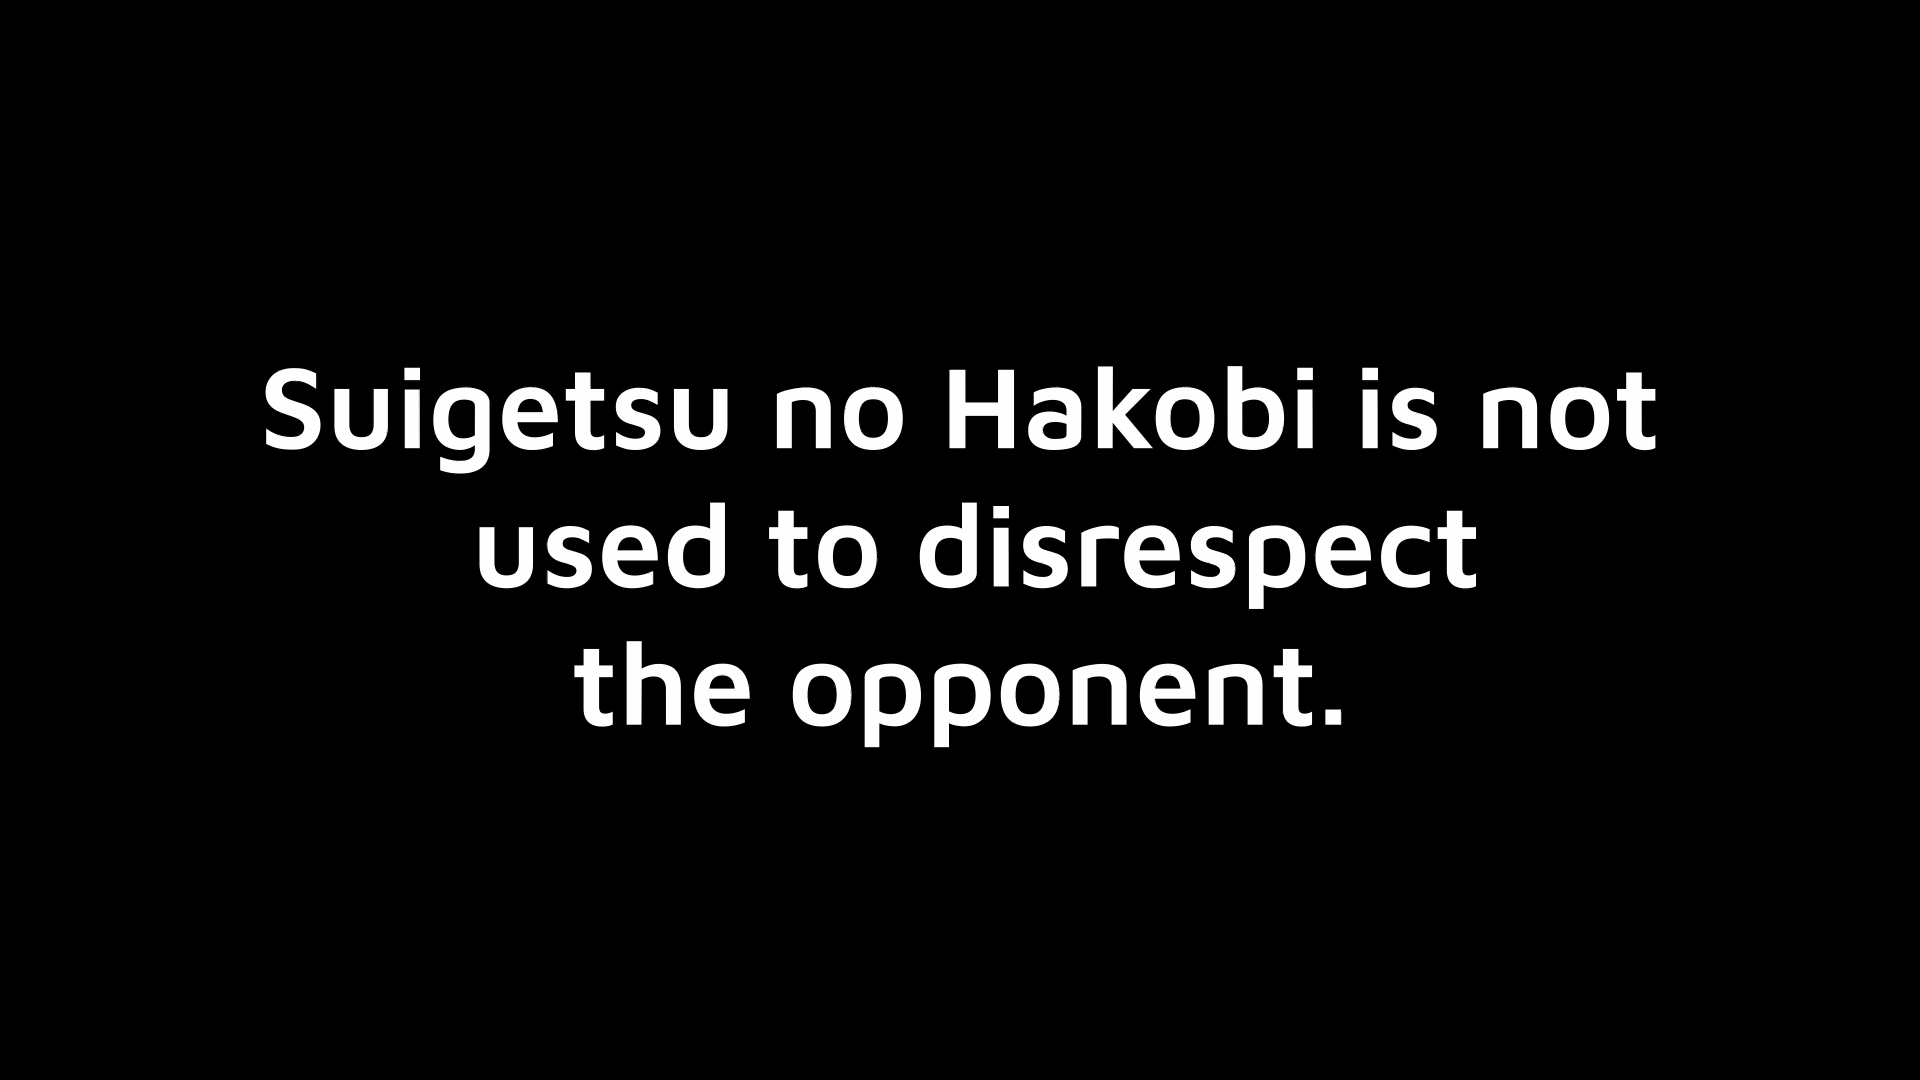 Suigetsu no Hakobi is not
used to disrespect
the opponent.